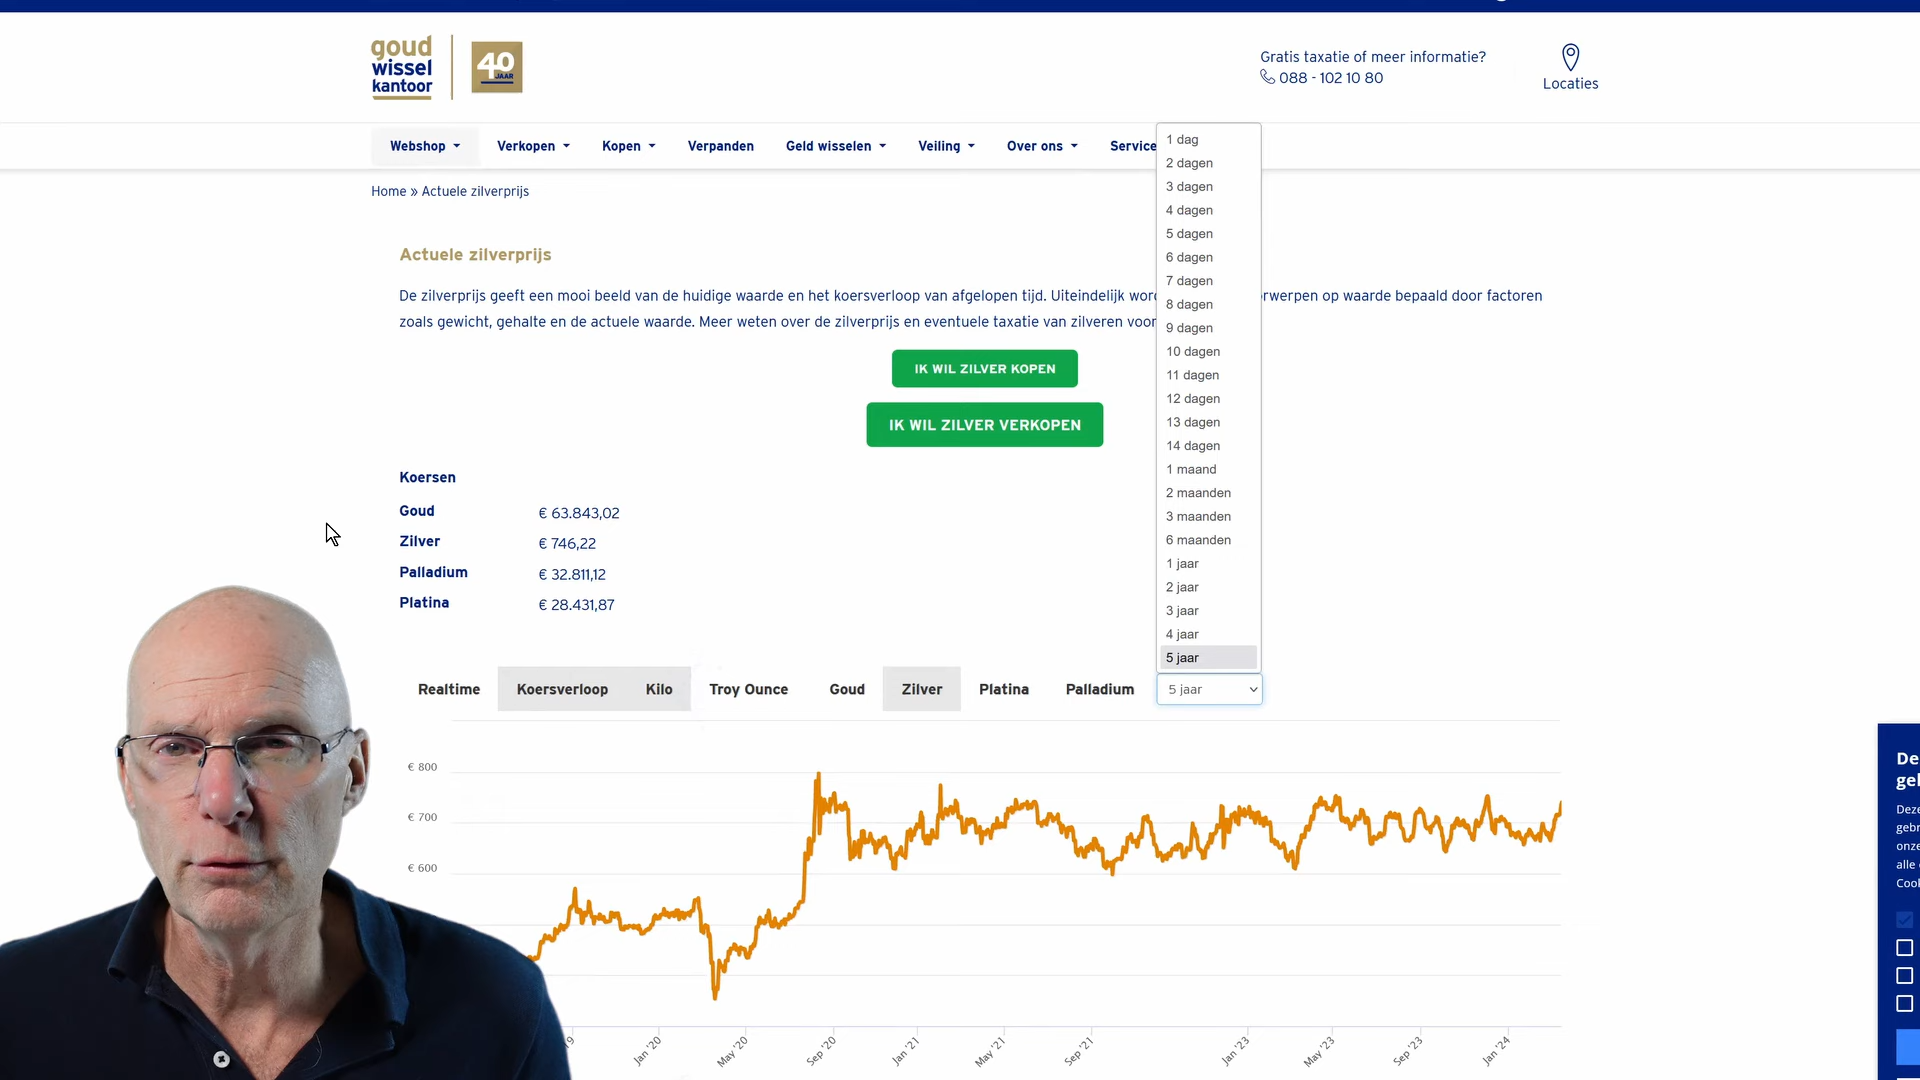 goud
wissel
kantoor
40
JAAR
Gratis taxatie of meer informatie?
088 - 102 10 80
Locaties
Webshop
Verkopen
Kopen
Verpanden
Geld wisselen
Veiling
Over ons
Service
Home » Actuele zilverprijs
Actuele zilverprijs
De zilverprijs geeft een mooi beeld van de huidige waarde en het koersverloop van afgelopen tijd. Uiteindelijk
rwerpen op waarde bepaald door factoren
zoals gewicht, gehalte en de actuele waarde. Meer weten over de zilverprijs en eventuele taxatie van zilveren voor
IK WIL ZILVER KOPEN
IK WIL ZILVER VERKOPEN
Koersen
Goud € 63.843,02
Zilver € 746,22
Palladium € 32.811,12
Platina € 28.431,87
1 dag
2 dagen
3 dagen
4 dagen
5 dagen
6 dagen
7 dagen
8 dagen
9 dagen
10 dagen
11 dagen
12 dagen
13 dagen
14 dagen
1 maand
2 maanden
3 maanden
6 maanden
1 jaar
2 jaar
3 jaar
4 jaar
5 jaar
Realtime
Koersverloop
Kilo
Troy Ounce
Goud
Zilver
Platina
Palladium
5 jaar
€ 800
€ 700
€ 600
Jan '20
May '20
Sep '20
Jan '21
May '21
Sep '21
Jan '23
May '23
Sep '23
Jan '24
De
gel
Deze
gebr
onze
alle
Cook